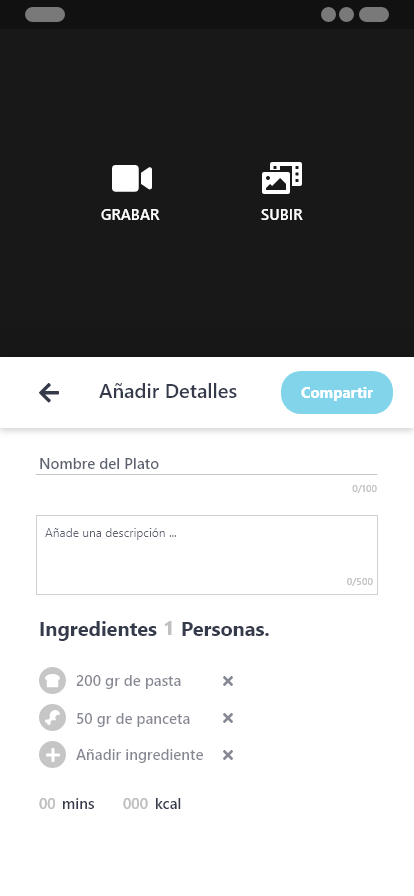 GRABAR SUBIR
Añadir Detalles Compartir
Nombre del Plato
0/100
Añade una descripción ...
0/500
Ingredientes 1 Personas.
200 gr de pasta
50 gr de panceta
Añadir ingrediente
00 mins 000 kcal